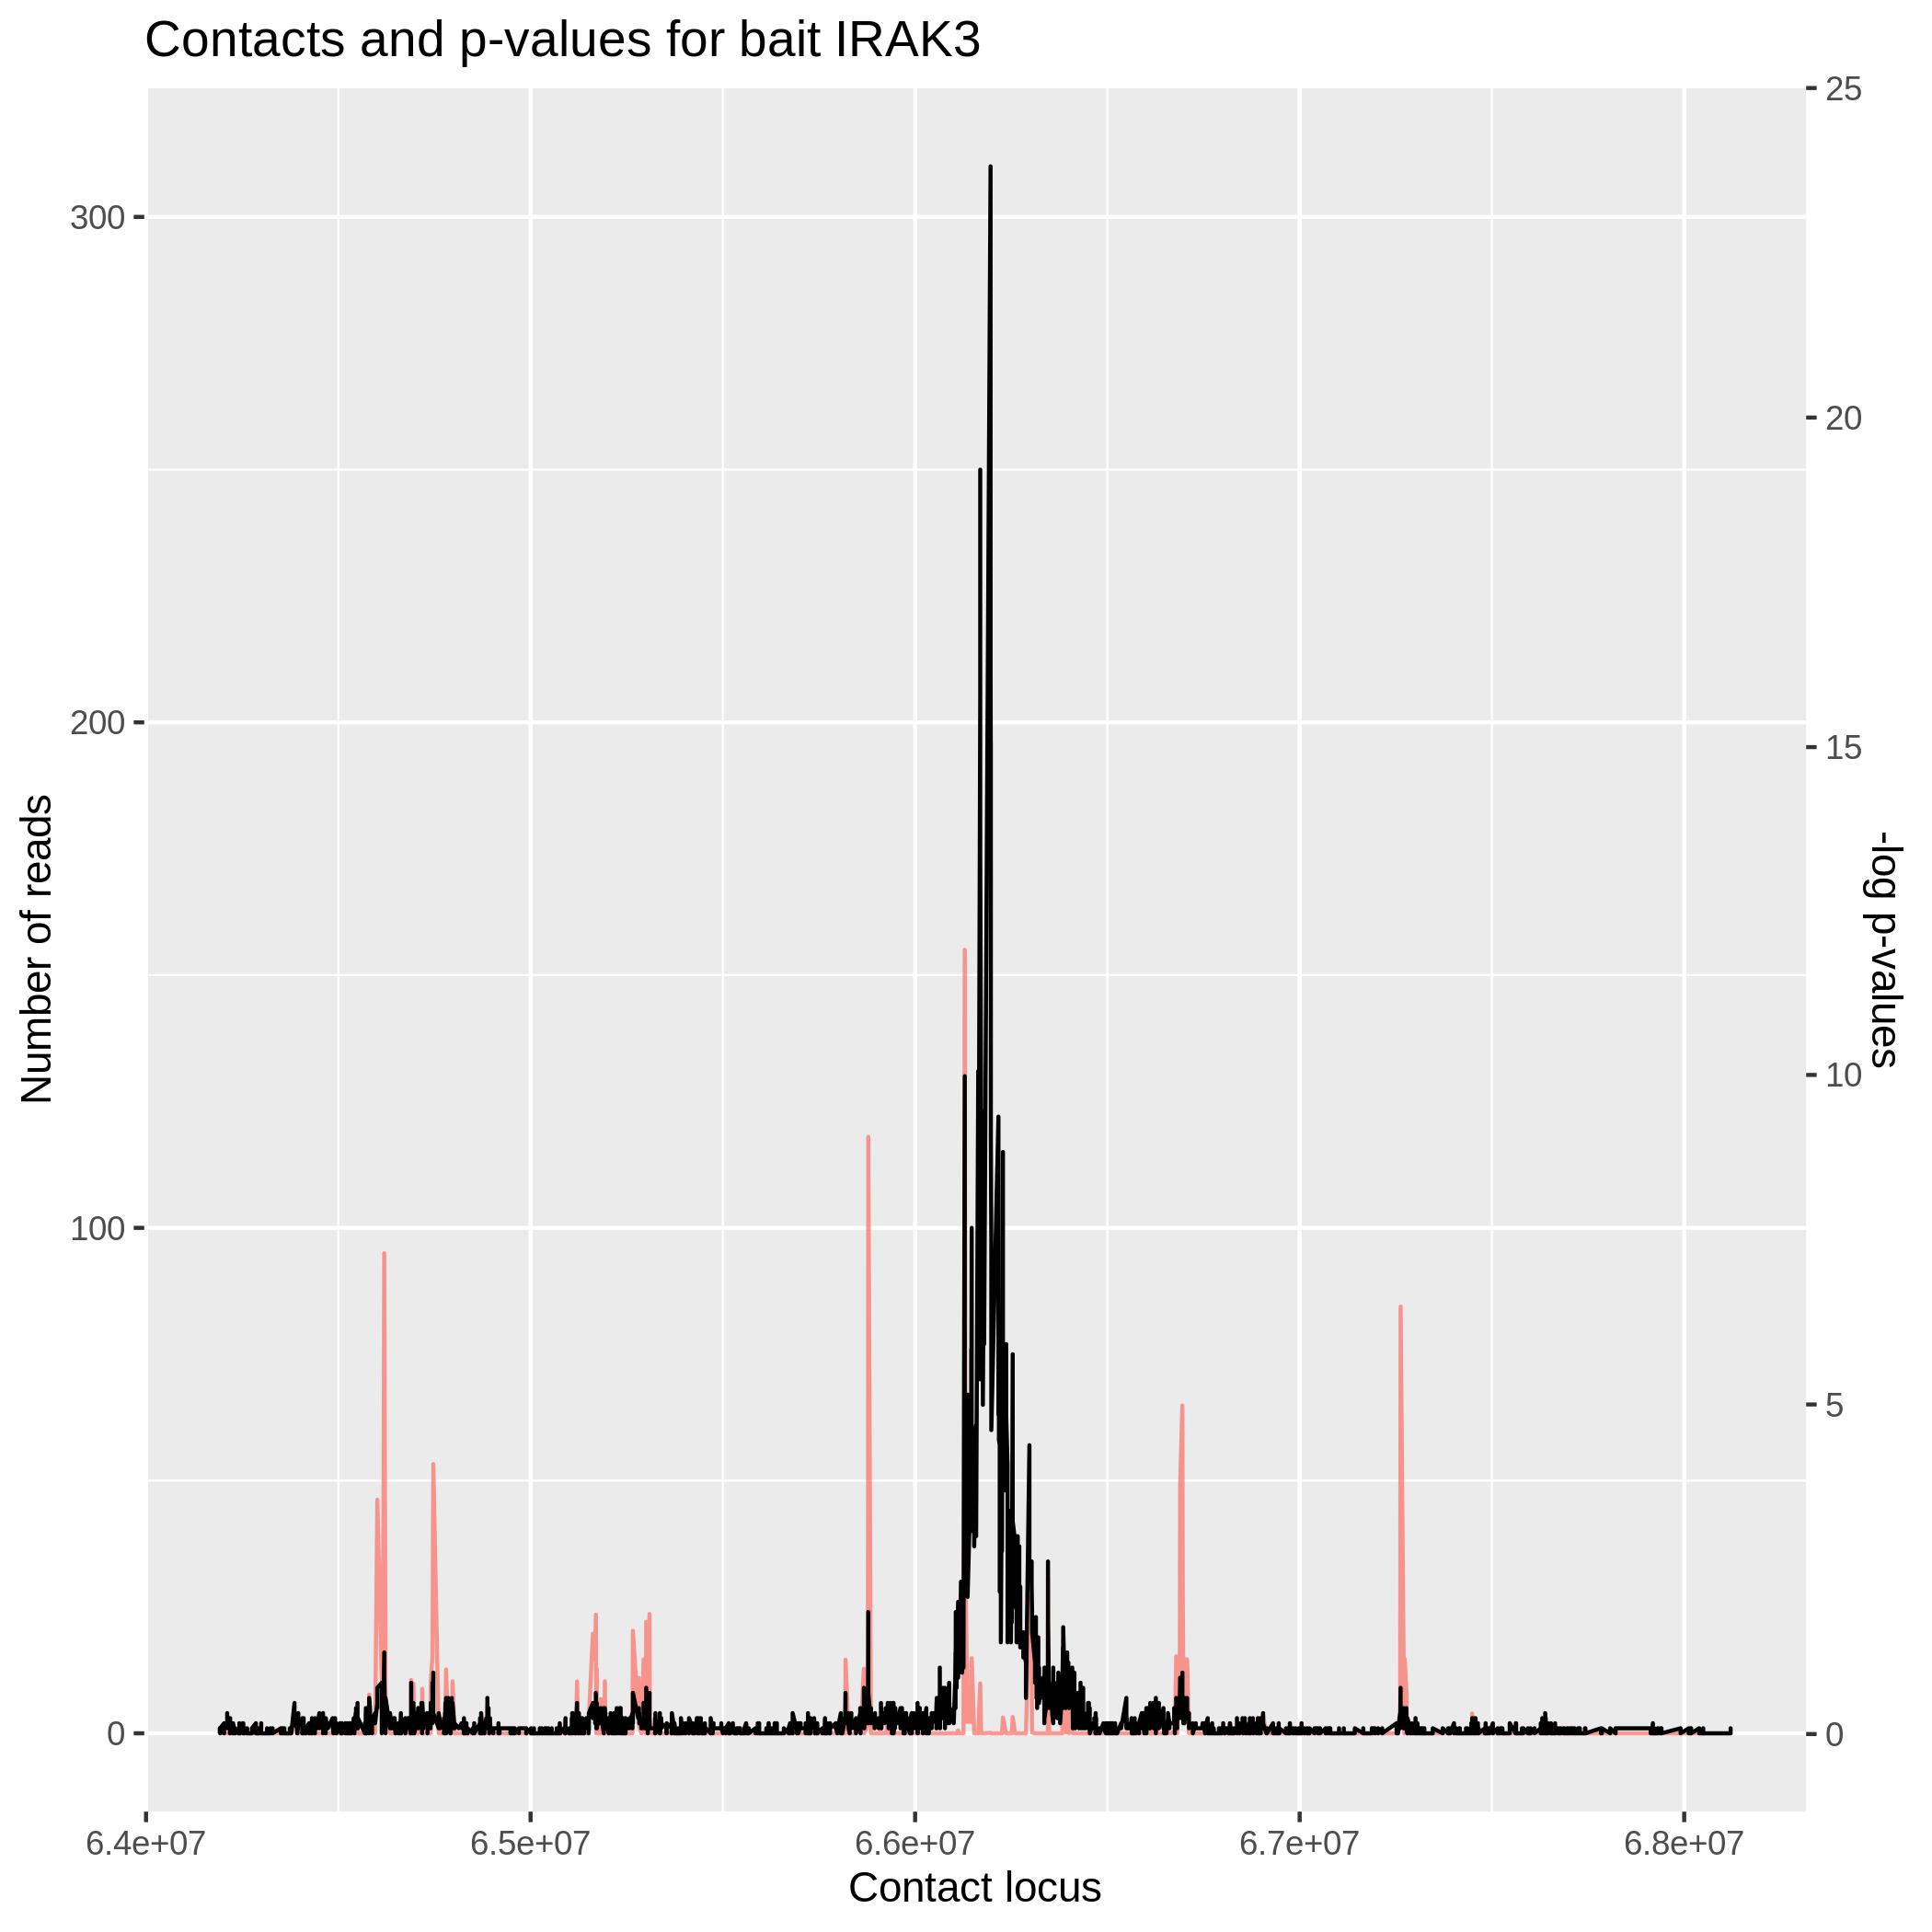 Contacts and p-values for bait IRAK3
Number of reads
300
200
100
0
25
20
15
10
5
0
-log p-values
6.4e+07
6.5e+07
6.6e+07
6.7e+07
6.8e+07
Contact locus